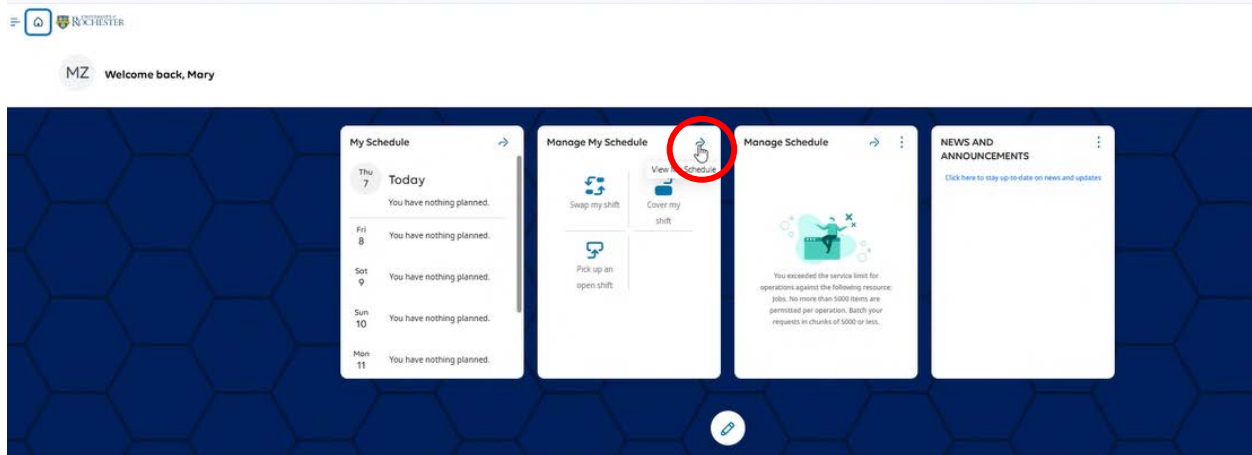 UNIVERSITY of
ROCHESTER
MZ
Welcome back, Mary
My Schedule
Thu
7
Today
You have nothing planned.
Fri
8
You have nothing planned.
Sat
9
You have nothing planned.
Sun
10
You have nothing planned.
Mon
11
You have nothing planned.
Manage My Schedule
View Schedule
Swap my shift
Cover my
shift
Pick up an
open shift
Manage Schedule
You exceeded the service limit for
operations against the following resource:
Jobs. No more than 5000 items are
permitted per operation. Batch your
requests in chunks of 5000 or less.
NEWS AND
ANNOUNCEMENTS
Click here to stay up-to-date on news and updates